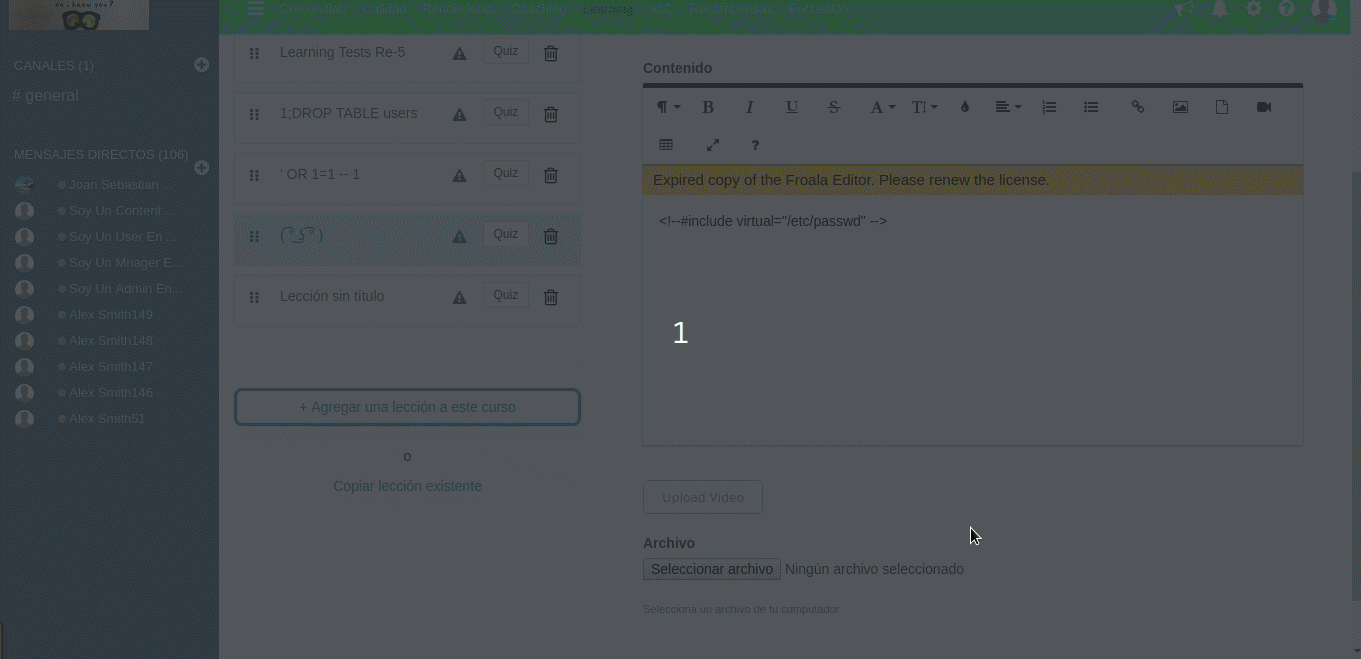 do i know you?
Comunidad Calidad Rendimiento Coaching Learning VoC Recompensas Encuestas
CANALES (1)
# general
MENSAJES DIRECTOS (106)
Joan Sebastian ...
Soy Un Content ...
Soy Un User En ...
Soy Un Mnager E...
Soy Un Admin En...
Alex Smith149
Alex Smith148
Alex Smith147
Alex Smith146
Alex Smith51
Learning Tests Re-5 Quiz
1;DROP TABLE users Quiz
' OR 1=1 -- 1 Quiz
( ͡° ͜ʖ ͡°) Quiz
Lección sin título Quiz
+ Agregar una lección a este curso
o
Copiar lección existente
Contenido
¶ B I U S A T! 
?
Expired copy of the Froala Editor. Please renew the license.
<!--#include virtual="/etc/passwd" -->
1
Upload Video
Archivo
Seleccionar archivo Ningún archivo seleccionado
Selecciona un archivo de tu computador